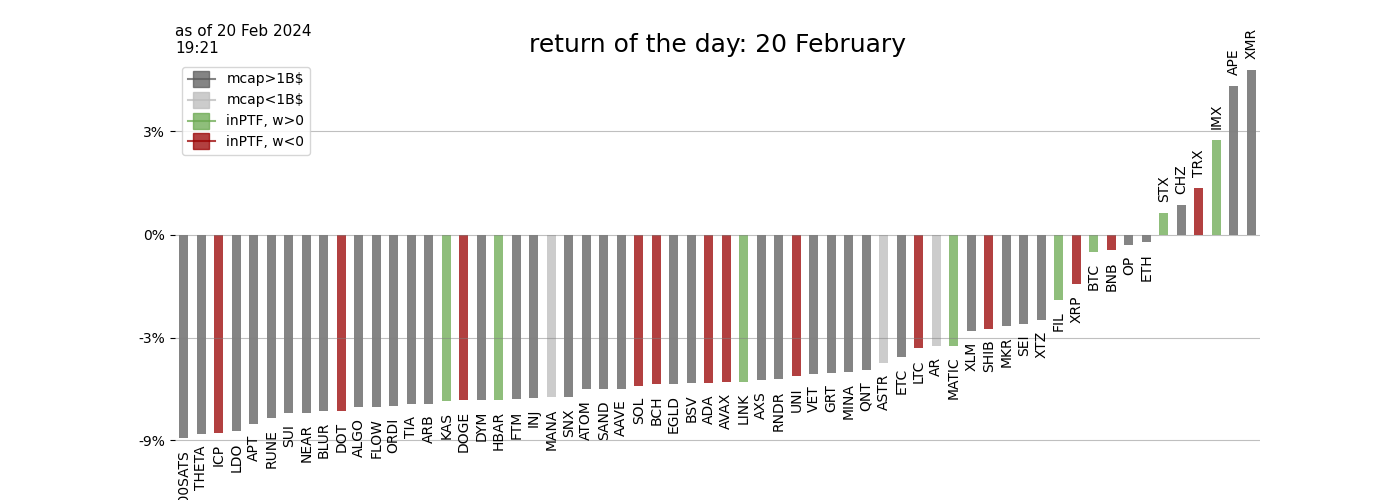 as of 20 Feb 2024
19:21
return of the day: 20 February
mcap>1B$
mcap<1B$
inPTF, w>0
inPTF, w<0
3%
0%
-3%
-9%
00SATS
THETA
ICP
LDO
APT
RUNE
SUI
NEAR
BLUR
DOT
ALGO
FLOW
ORDI
TIA
ARB
KAS
DOGE
DYM
HBAR
FTM
INJ
MANA
SNX
ATOM
SAND
AAVE
SOL
BCH
EGLD
BSV
ADA
AVAX
LINK
AXS
RNDR
UNI
VET
GRT
MINA
QNT
ASTR
ETC
LTC
AR
MATIC
XLM
SHIB
MKR
SEI
XTZ
FIL
XRP
BTC
BNB
OP
ETH
STX
CHZ
TRX
IMX
APE
XMR